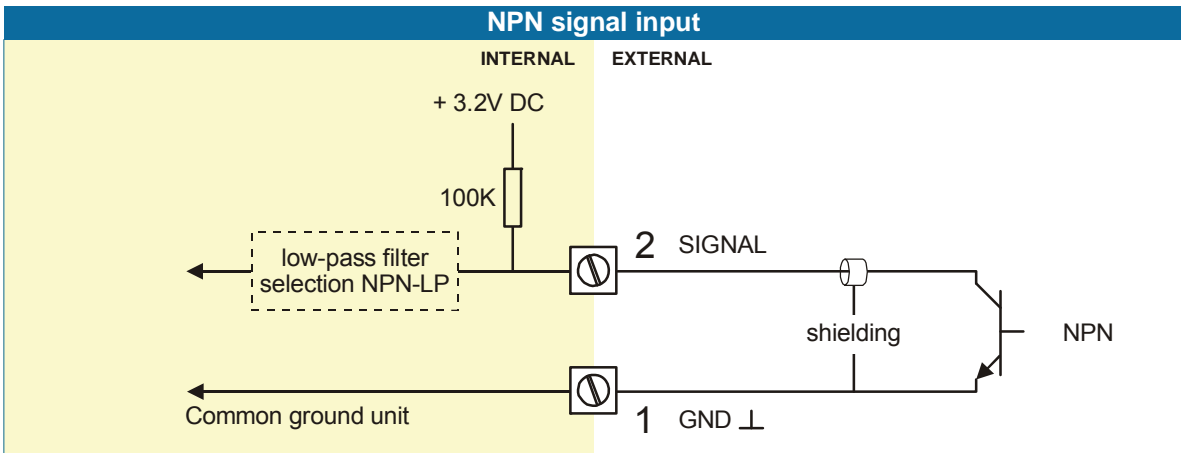 NPN signal input
INTERNAL
EXTERNAL
+ 3.2V DC
100K
low-pass filter
selection NPN-LP
2 SIGNAL
shielding
NPN
Common ground unit
1 GND ⊥